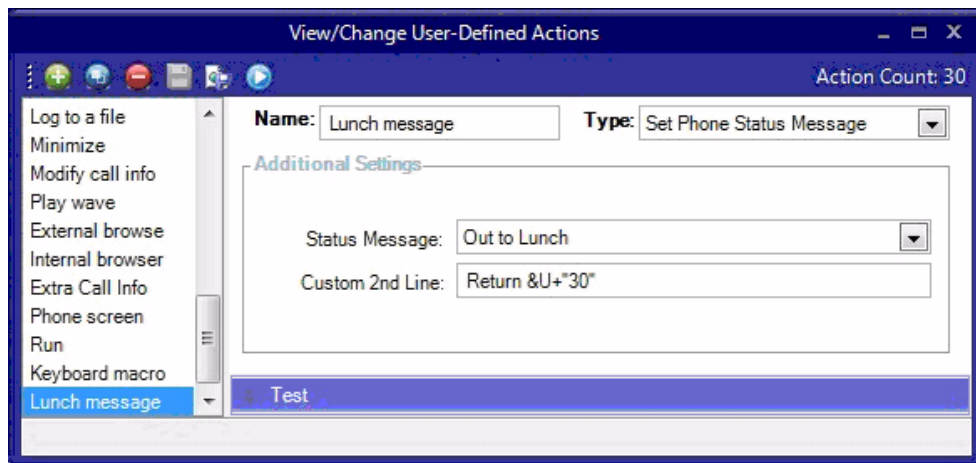 View/Change User-Defined Actions
Action Count: 30
Log to a file
Minimize
Modify call info
Play wave
External browse
Internal browser
Extra Call Info
Phone screen
Run
Keyboard macro
Lunch message
Name: Lunch message Type: Set Phone Status Message
Additional Settings
Status Message: Out to Lunch
Custom 2nd Line: Return &U+"30"
Test